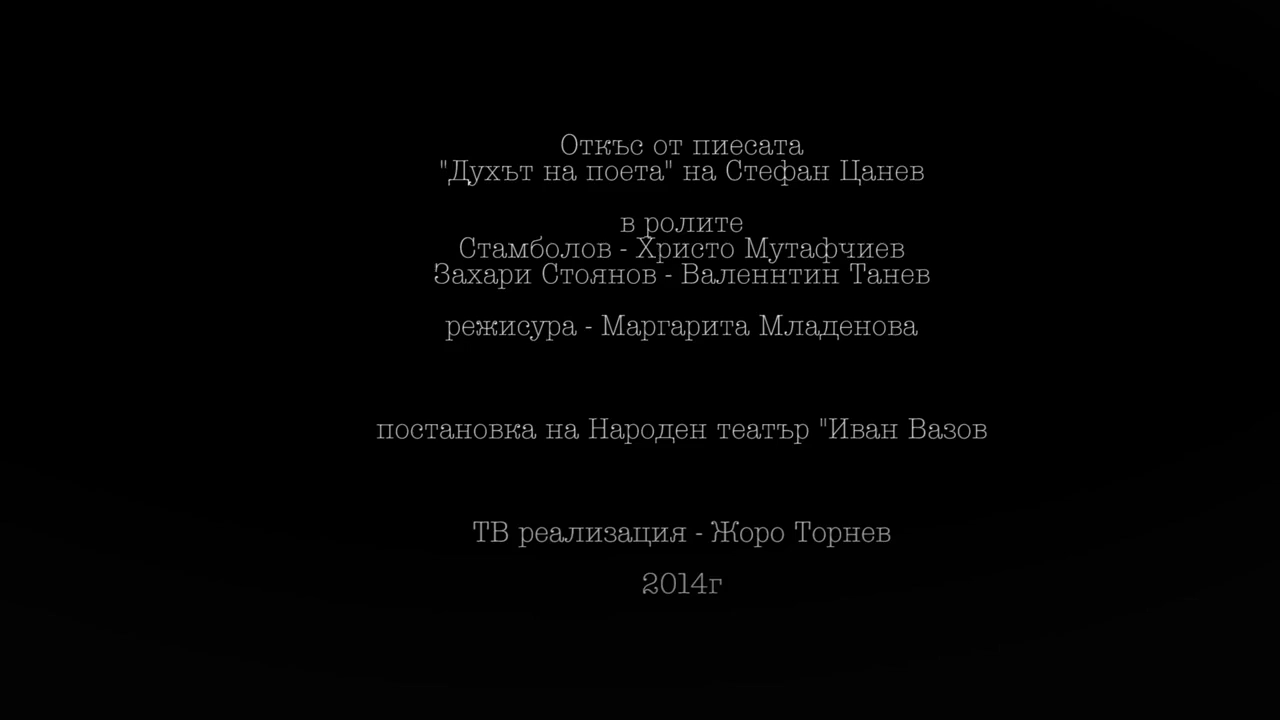 Откъс от пиесата
"Духът на поета" на Стефан Цанев
в ролите
Стамболов - Христо Мутафчиев
Захари Стоянов - Валеннтин Танев
режисура - Маргарита Младенова
постановка на Народен театър "Иван Вазов
ТВ реализация - Жоро Торнев
2014г